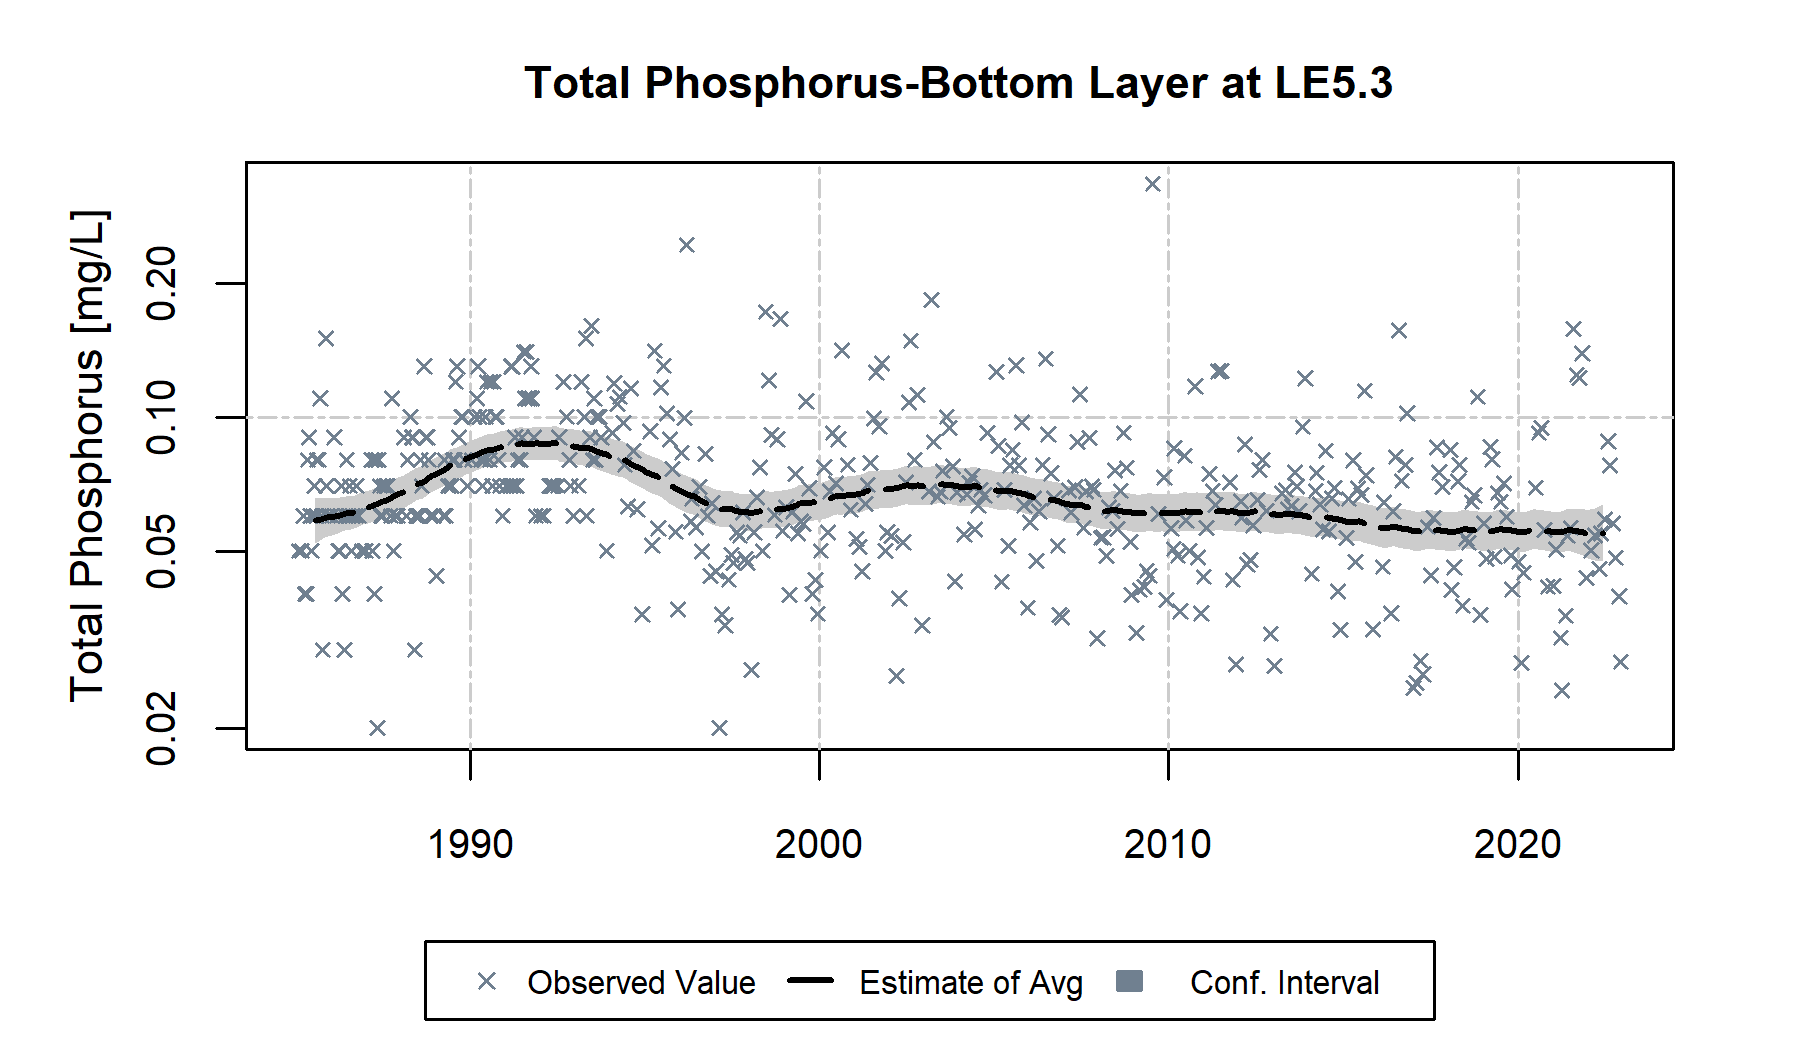 Total Phosphorus-Bottom Layer at LE5.3
Total Phosphorus [mg/L]
0.20
0.10
0.05
0.02
1990 2000 2010 2020
Observed Value Estimate of Avg Conf. Interval